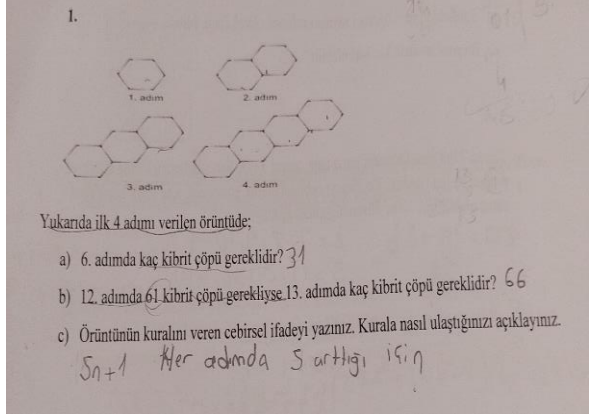 1.
1. adım 2. adım
3. adım 4. adım
Yukarıda ilk 4 adımı verilen örüntüde;
a) 6. adımda kaç kibrit çöpü gereklidir? 31
b) 12. adımda 61 kibrit çöpü gerekliyse 13. adımda kaç kibrit çöpü gereklidir? 66
c) Örüntünün kuralını veren cebirsel ifadeyi yazınız. Kurala nasıl ulaştığınızı açıklayınız.
5n+1 Her adımda 5 arttığı için